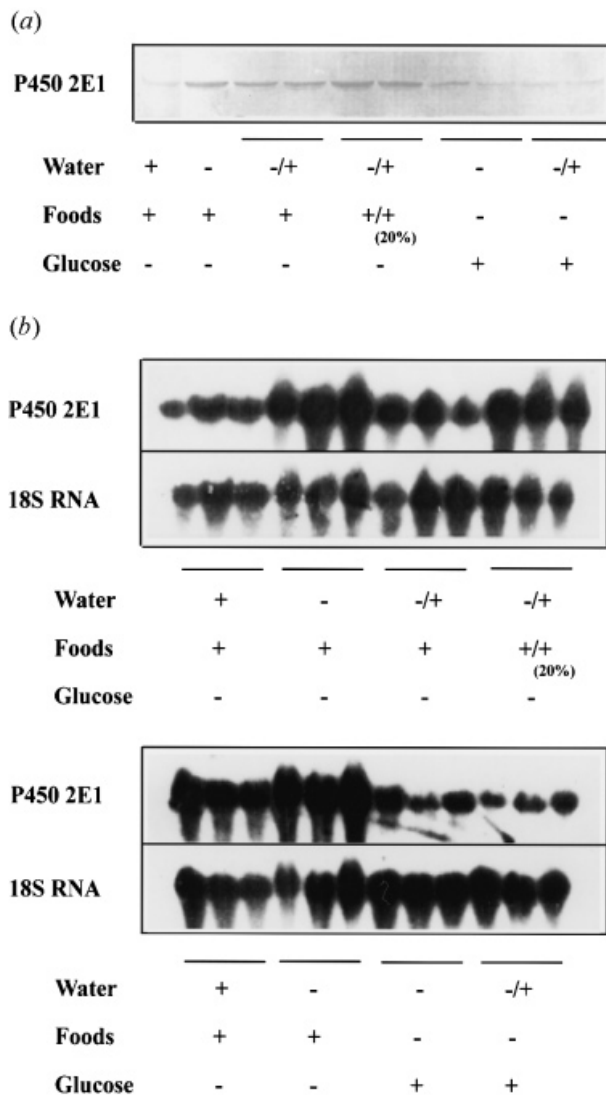 (a)
P450 2E1
Water + - -/+ -/+ - -/+
Foods + + + +/+ - -
(20%)
Glucose - - - - + +
(b)
P450 2E1
18S RNA
Water + - -/+ -/+
Foods + + + +/+
(20%)
Glucose - - - -
P450 2E1
18S RNA
Water + - - -/+
Foods + + - -
Glucose - - + +